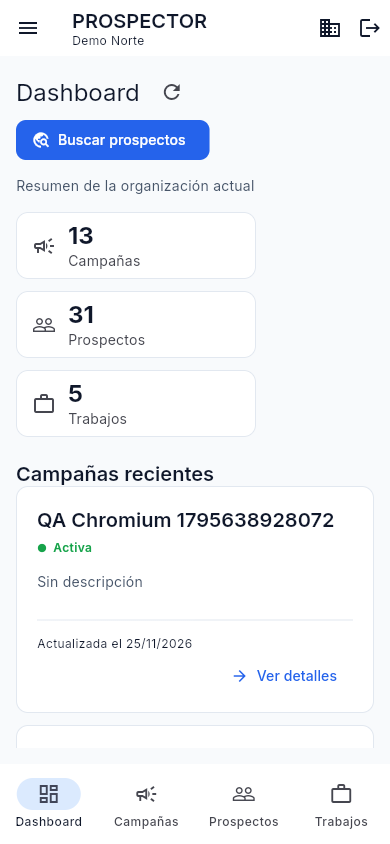 PROSPECTOR
Demo Norte
Dashboard
Buscar prospectos
Resumen de la organización actual
13
Campañas
31
Prospectos
5
Trabajos
Campañas recientes
QA Chromium 1795638928072
Activa
Sin descripción
Actualizada el 25/11/2026
Ver detalles
Dashboard
Campañas
Prospectos
Trabajos